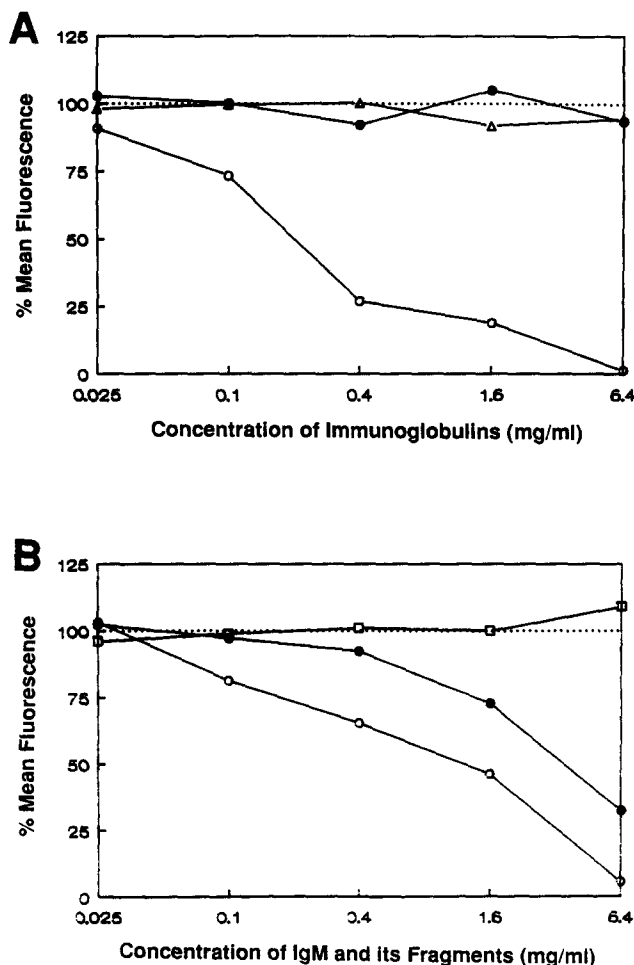 A
125
100
75
50
25
0
% Mean Fluorescence
0.025 0.1 0.4 1.6 6.4
Concentration of Immunoglobulins (mg/ml)
B
125
100
75
50
25
0
% Mean Fluorescence
0.025 0.1 0.4 1.6 6.4
Concentration of IgM and its Fragments (mg/ml)